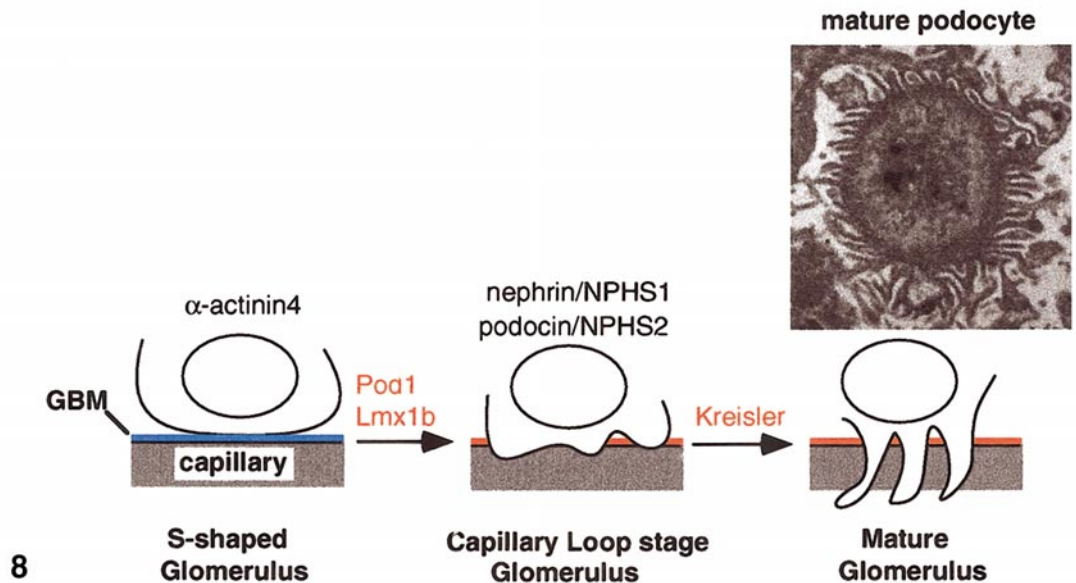 mature podocyte
α-actinin4
nephrin/NPHS1
podocin/NPHS2
GBM
capillary
Pod1
Lmx1b
Kreisler
S-shaped
Glomerulus
Capillary Loop stage
Glomerulus
Mature
Glomerulus
8